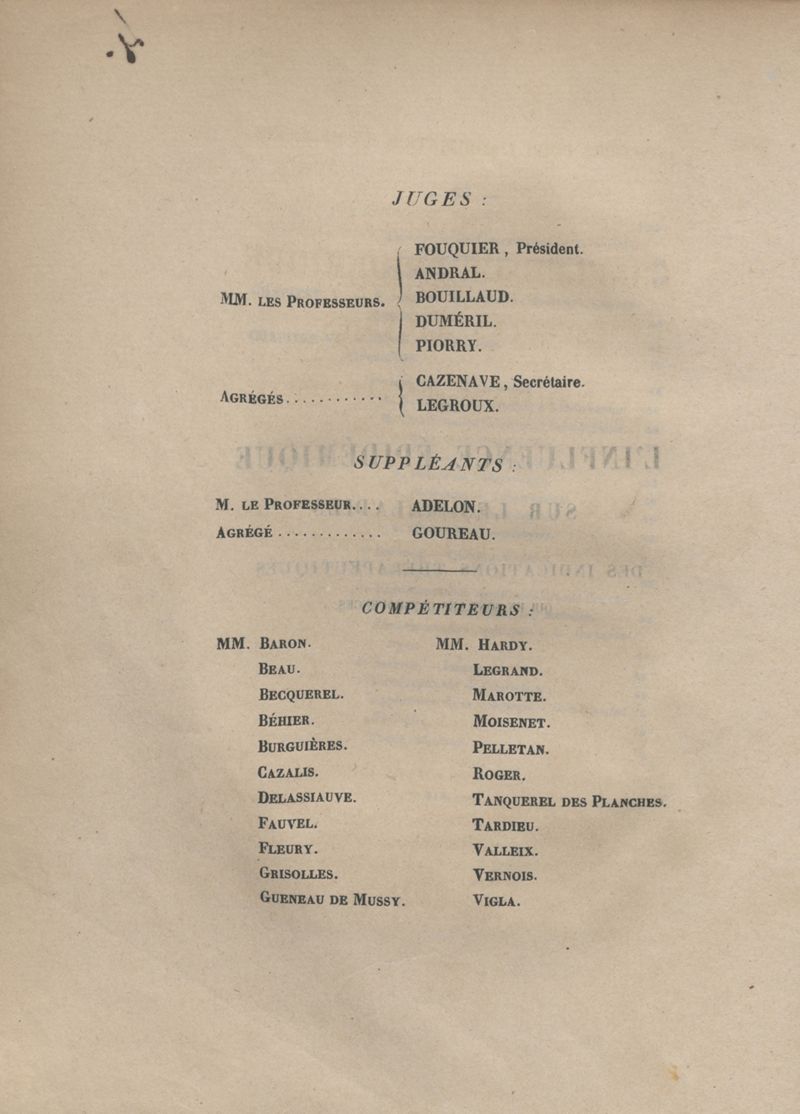 JUGES :
FOUQUIER, Président.
ANDRAL.
MM. LES PROFESSEURS. BOUILLAUD.
DUMÉRIL.
PIORRY.
CAZENAVE, Secrétaire.
AGRÉGÉS............
LEGROUX.
SUPPLÉANTS :
M. LE PROFESSEUR.... ADELON.
AGRÉGÉ ............. GOUREAU.
COMPÉTITEURS :
MM. BARON. MM. HARDY.
BEAU. LEGRAND.
BECQUEREL. MAROTTE.
BÉHIER. MOISENET.
BURGUIÈRES. PELLETAN.
CAZALIS. ROGER.
DELASSIAUVE. TANQUEREL DES PLANCHES.
FAUVEL. TARDIEU.
FLEURY. VALLEIX.
GRISOLLES. VERNOIS.
GUENEAU DE MUSSY. VIGLA.